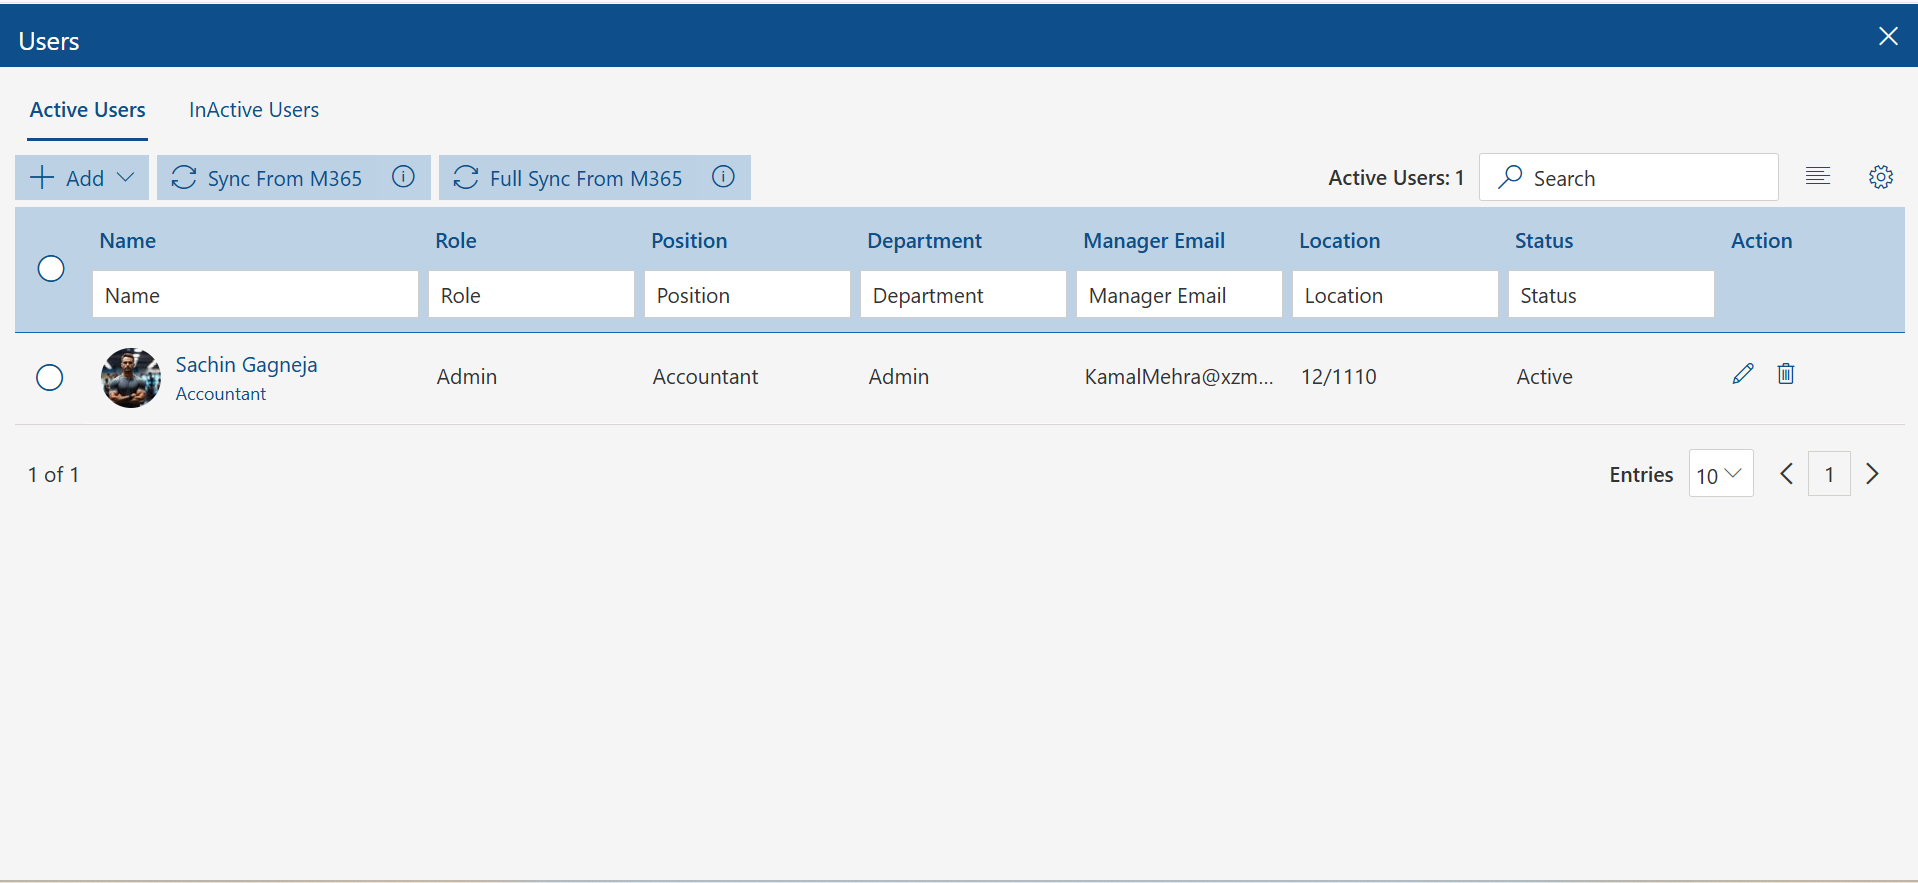 Users
Active Users InActive Users
Add Sync From M365 Full Sync From M365 Active Users: 1 Search
Name Role Position Department Manager Email Location Status Action
Name Role Position Department Manager Email Location Status
Sachin Gagneja
Accountant
Admin Accountant Admin KamalMehra@xzm... 12/1110 Active
1 of 1 Entries 10 1